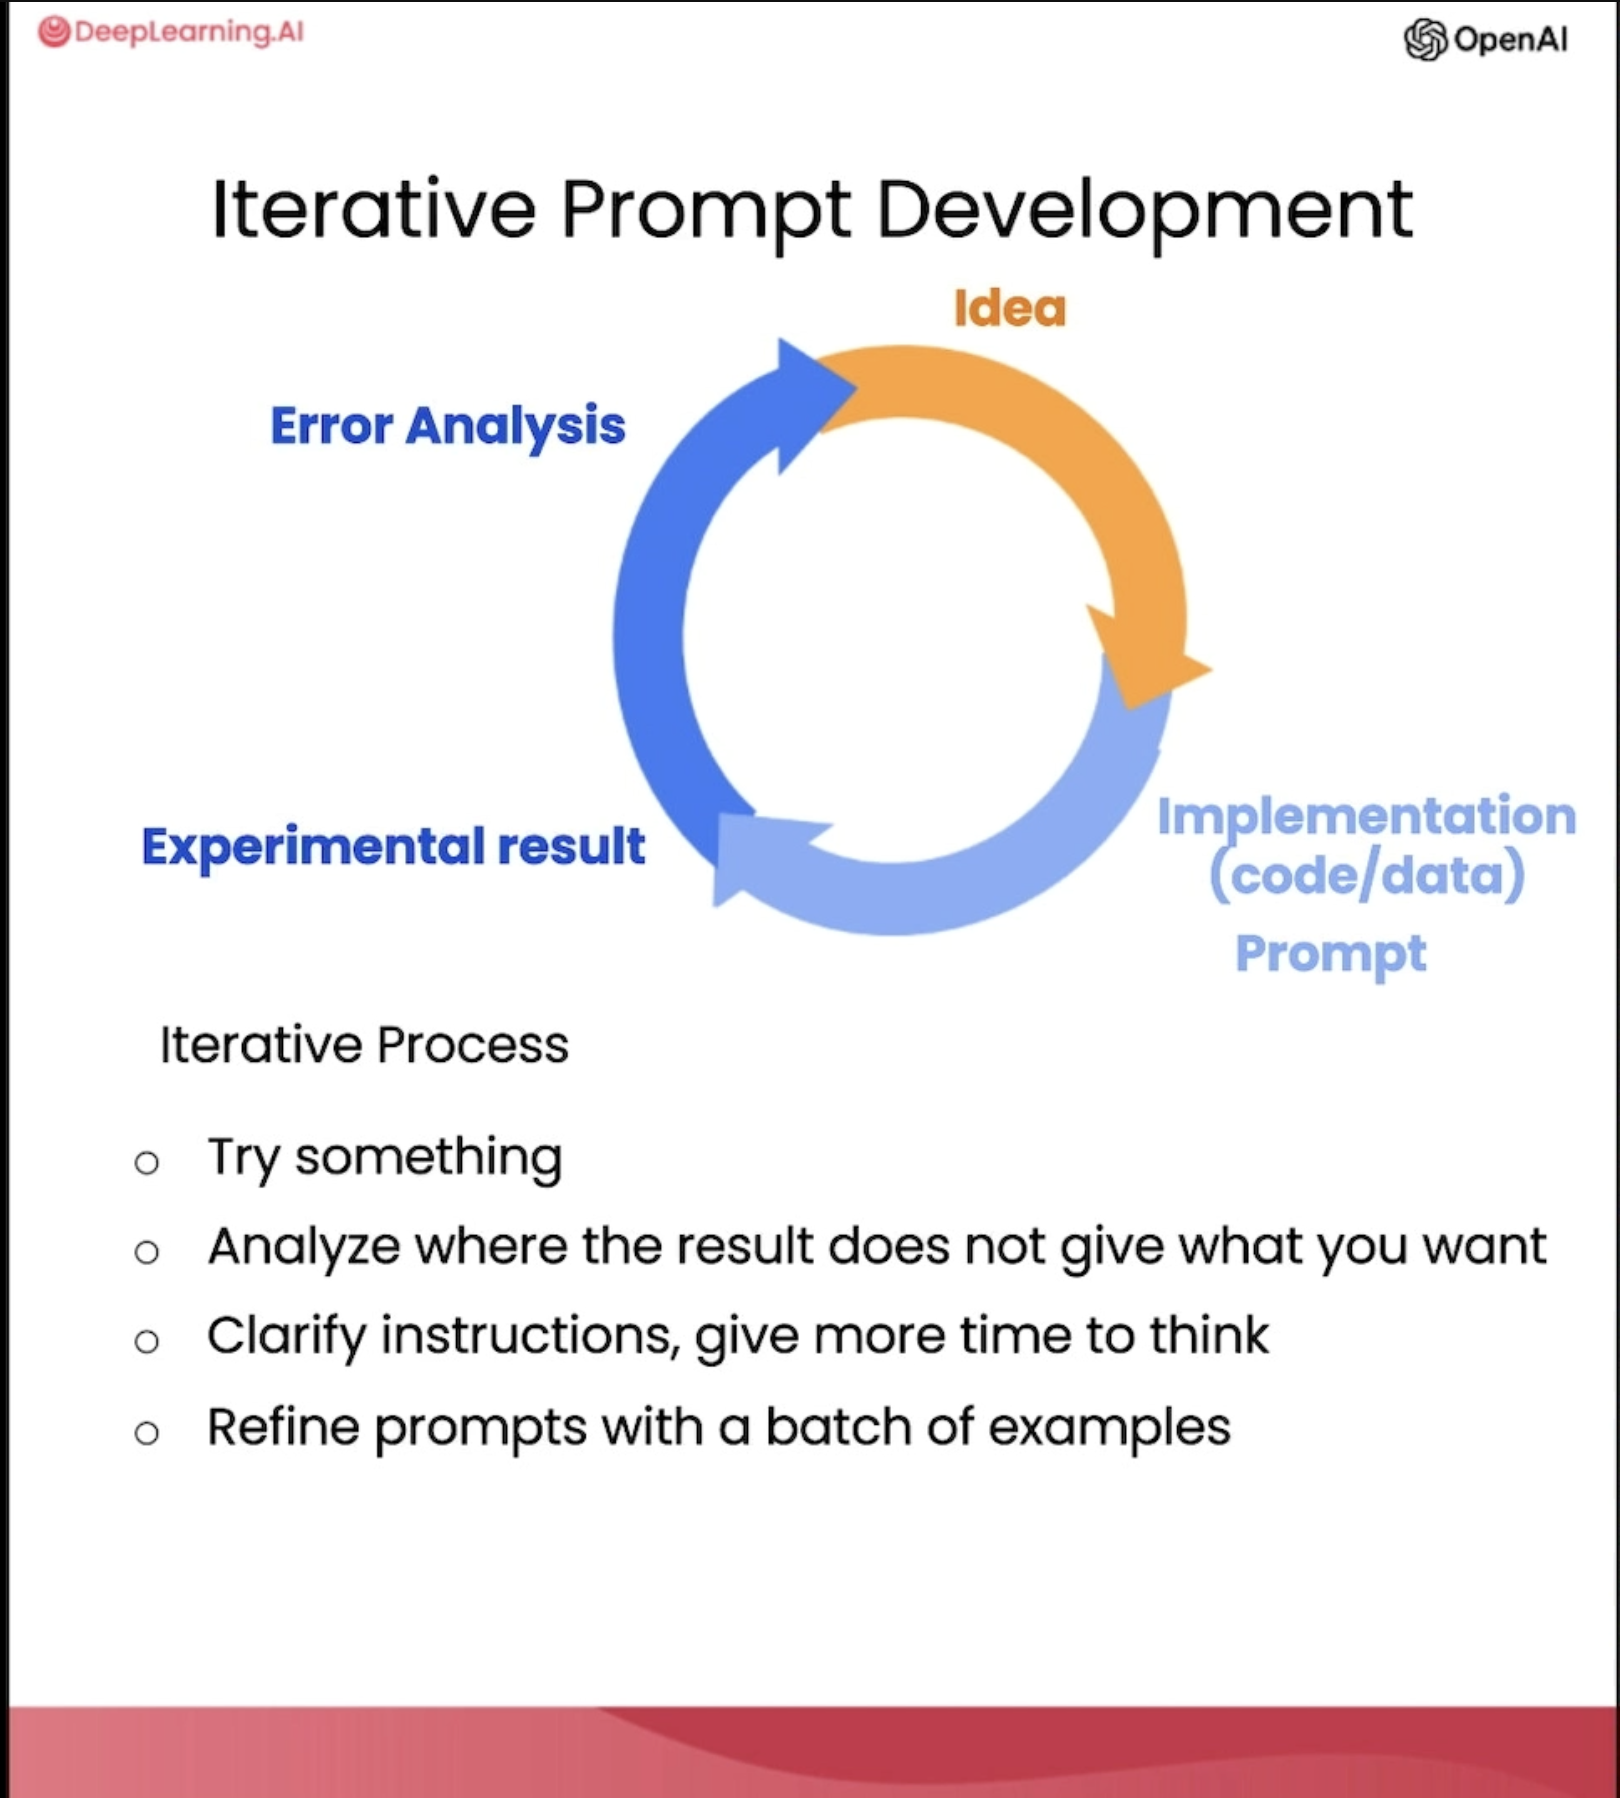 DeepLearning.AI
OpenAI
Iterative Prompt Development
Idea
Error Analysis
Experimental result
Implementation
(code/data)
Prompt
Iterative Process
Try something
Analyze where the result does not give what you want
Clarify instructions, give more time to think
Refine prompts with a batch of examples